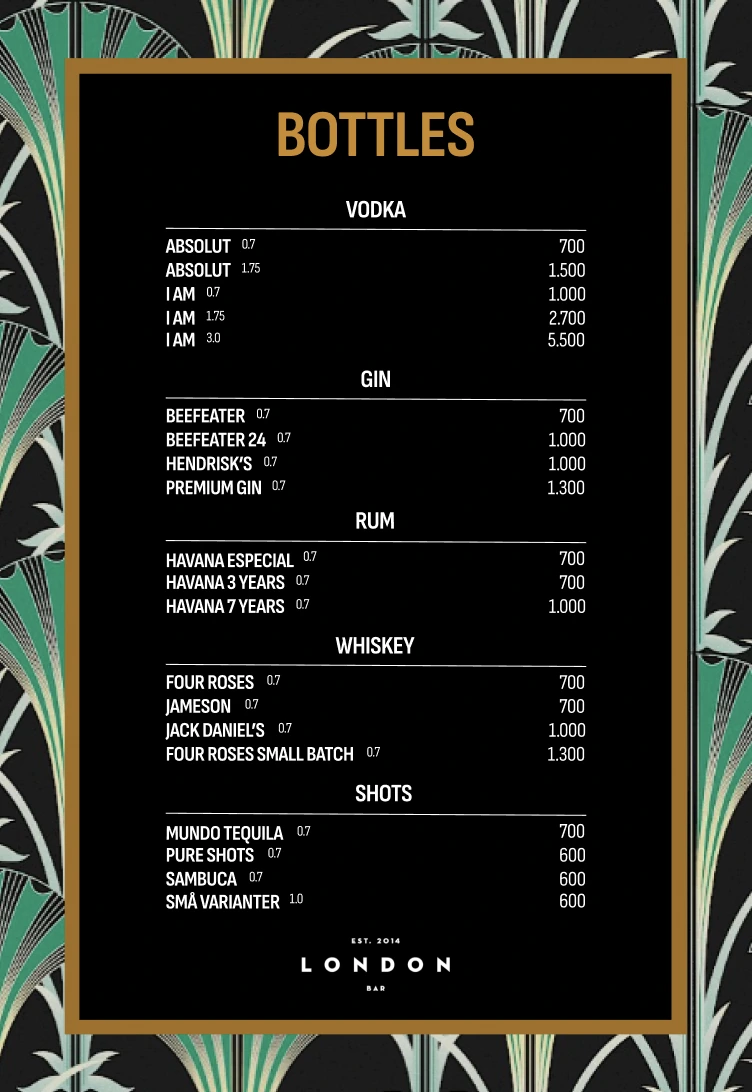 BOTTLES
VODKA
ABSOLUT 0.7 700
ABSOLUT 1.75 1.500
I AM 0.7 1.000
I AM 1.75 2.700
I AM 3.0 5.500
GIN
BEEFEATER 0.7 700
BEEFEATER 24 0.7 1.000
HENDRISK'S 0.7 1.000
PREMIUM GIN 0.7 1.300
RUM
HAVANA ESPECIAL 0.7 700
HAVANA 3 YEARS 0.7 700
HAVANA 7 YEARS 0.7 1.000
WHISKEY
FOUR ROSES 0.7 700
JAMESON 0.7 700
JACK DANIEL'S 0.7 1.000
FOUR ROSES SMALL BATCH 0.7 1.300
SHOTS
MUNDO TEQUILA 0.7 700
PURE SHOTS 0.7 600
SAMBUCA 0.7 600
SMÅ VARIANTER 1.0 600
EST. 2014
LONDON
BAR